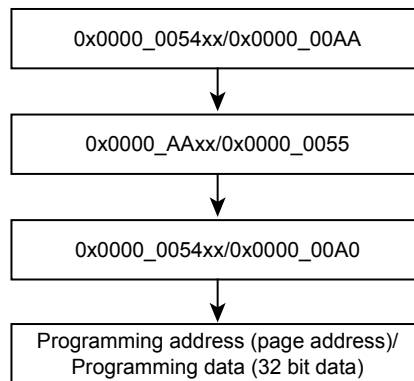 0x0000_0054xx/0x0000_00AA
0x0000_AAxx/0x0000_0055
0x0000_0054xx/0x0000_00A0
Programming address (page address)/
Programming data (32 bit data)